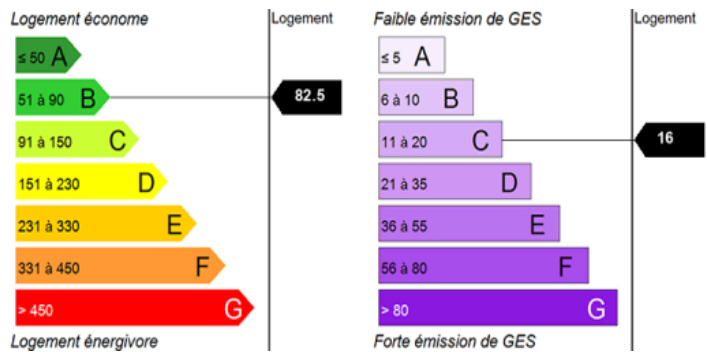 Logement économe
Logement
≤ 50 A
51 à 90 B
82.5
91 à 150 C
151 à 230 D
231 à 330 E
331 à 450 F
> 450 G
Logement énergivore
Faible émission de GES
Logement
≤ 5 A
6 à 10 B
11 à 20 C
16
21 à 35 D
36 à 55 E
56 à 80 F
> 80 G
Forte émission de GES